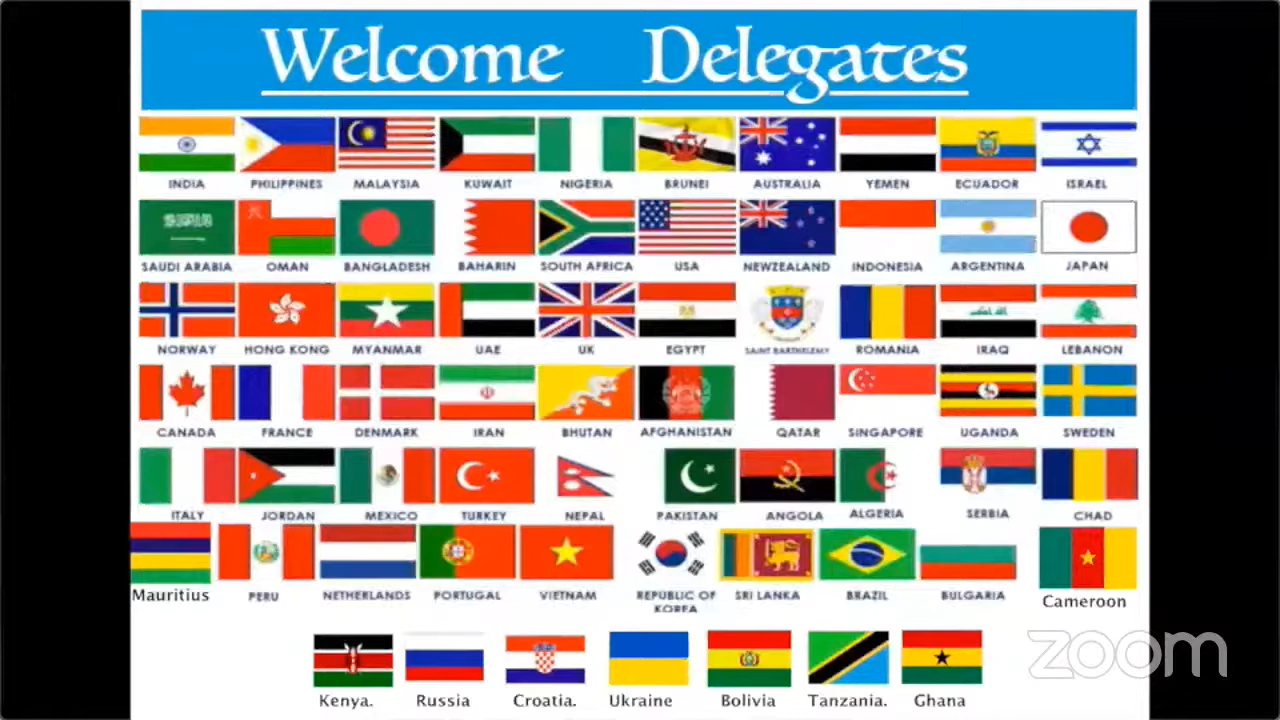 Welcome Delegates
INDIA PHILIPPINES MALAYSIA KUWAIT NIGERIA BRUNEI AUSTRALIA YEMEN ECUADOR ISRAEL
SAUDI ARABIA OMAN BANGLADESH BAHARIN SOUTH AFRICA USA NEWZEALAND INDONESIA ARGENTINA JAPAN
NORWAY HONG KONG MYANMAR UAE UK EGYPT SAINT BARTHELEMY ROMANIA IRAQ LEBANON
CANADA FRANCE DENMARK IRAN BHUTAN AFGHANISTAN QATAR SINGAPORE UGANDA SWEDEN
ITALY JORDAN MEXICO TURKEY NEPAL PAKISTAN ANGOLA ALGERIA SERBIA CHAD
Mauritius PERU NETHERLANDS PORTUGAL VIETNAM REPUBLIC OF KOREA SRI LANKA BRAZIL BULGARIA Cameroon
Kenya. Russia Croatia. Ukraine Bolivia Tanzania. Ghana
zoom